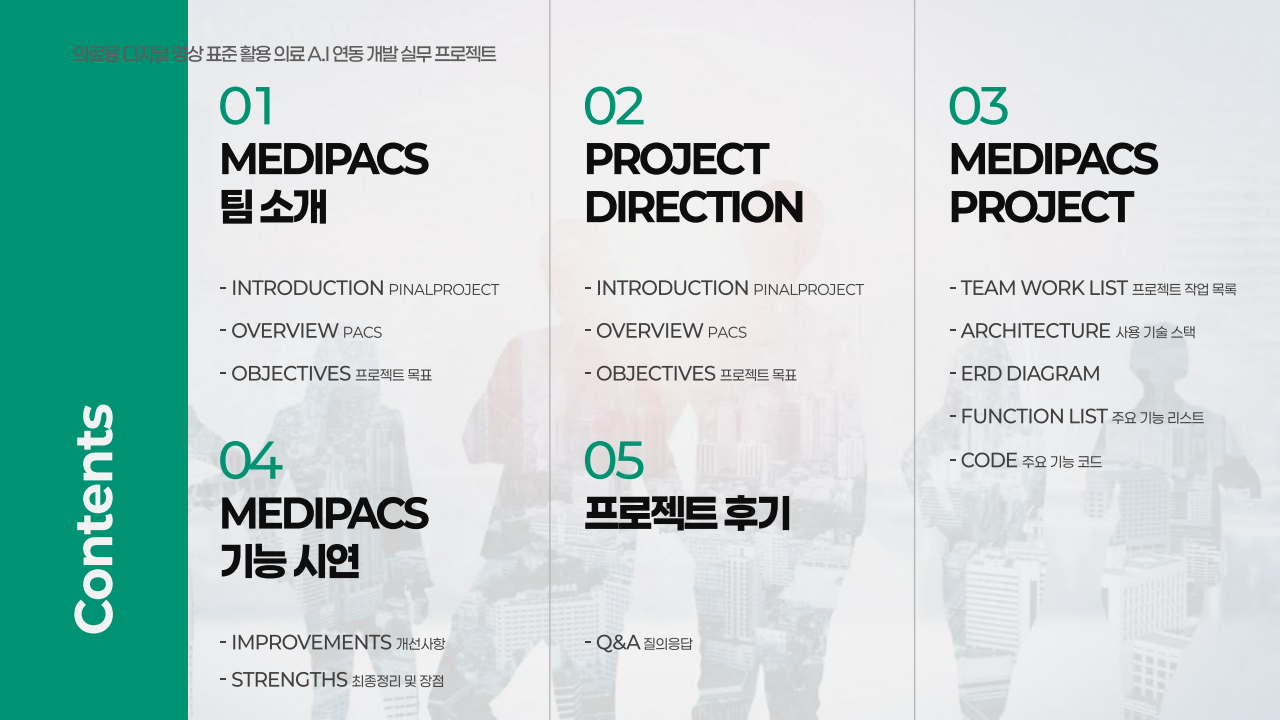 의료용 디지털 영상 표준 활용 의료 A.I 연동 개발 실무 프로젝트
Contents
01
MEDIPACS
팀 소개
- INTRODUCTION PINALPROJECT
- OVERVIEW PACS
- OBJECTIVES 프로젝트 목표
02
PROJECT
DIRECTION
- INTRODUCTION PINALPROJECT
- OVERVIEW PACS
- OBJECTIVES 프로젝트 목표
03
MEDIPACS
PROJECT
- TEAM WORK LIST 프로젝트 작업 목록
- ARCHITECTURE 사용 기술 스택
- ERD DIAGRAM
- FUNCTION LIST 주요 기능 리스트
- CODE 주요 기능 코드
04
MEDIPACS
기능 시연
- IMPROVEMENTS 개선사항
- STRENGTHS 최종정리 및 장점
05
프로젝트 후기
- Q&A 질의응답